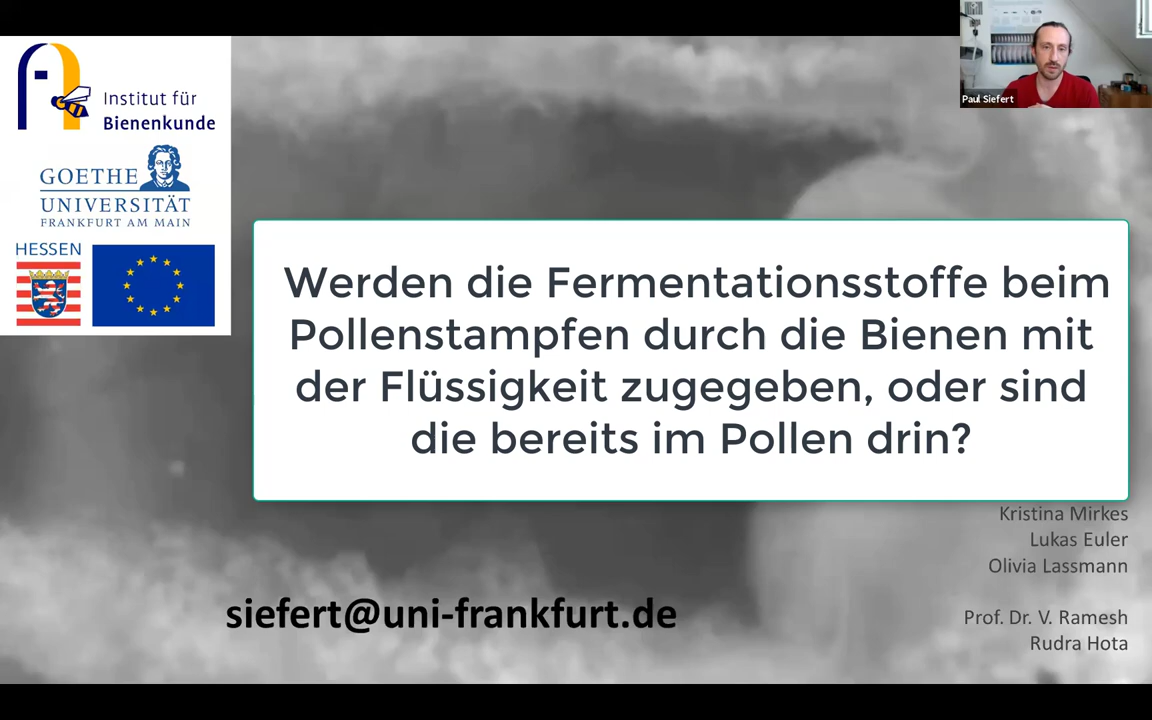 Institut für
Bienenkunde
GOETHE
UNIVERSITÄT
FRANKFURT AM MAIN
HESSEN
Paul Siefert
Werden die Fermentationsstoffe beim
Pollenstampfen durch die Bienen mit
der Flüssigkeit zugegeben, oder sind
die bereits im Pollen drin?
Kristina Mirkes
Lukas Euler
Olivia Lassmann
Prof. Dr. V. Ramesh
Rudra Hota
siefert@uni-frankfurt.de